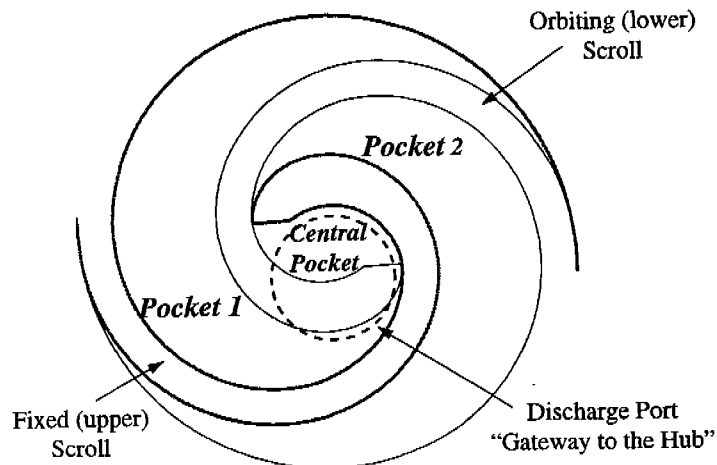 Orbiting (lower)
Scroll
Pocket 2
Central
Pocket
Pocket 1
Fixed (upper)
Scroll
Discharge Port
“Gateway to the Hub”